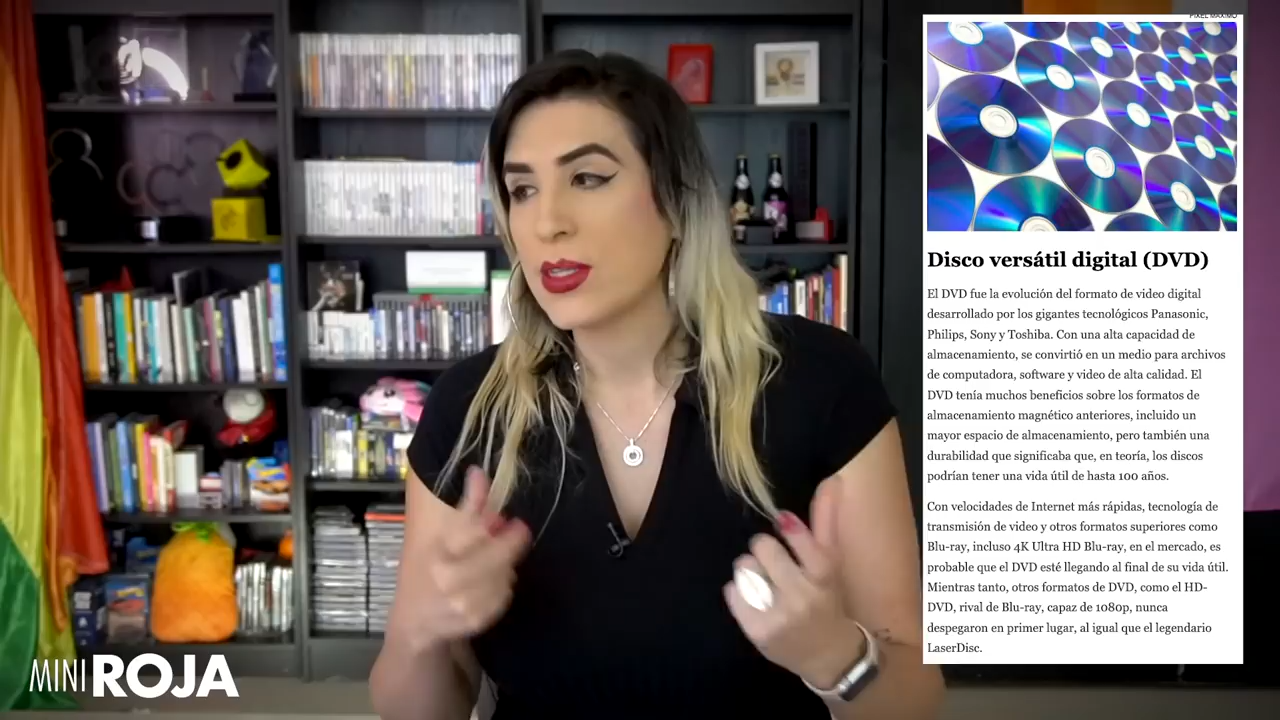 PIXEL MÁXIMO
Disco versátil digital (DVD)
El DVD fue la evolución del formato de video digital
desarrollado por los gigantes tecnológicos Panasonic,
Philips, Sony y Toshiba. Con una alta capacidad de
almacenamiento, se convirtió en un medio para archivos
de computadora, software y video de alta calidad. El
DVD tenía muchos beneficios sobre los formatos de
almacenamiento magnético anteriores, incluido un
mayor espacio de almacenamiento, pero también una
durabilidad que significaba que, en teoría, los discos
podrían tener una vida útil de hasta 100 años.
Con velocidades de Internet más rápidas, tecnología de
transmisión de video y otros formatos superiores como
Blu-ray, incluso 4K Ultra HD Blu-ray, en el mercado, es
probable que el DVD esté llegando al final de su vida útil.
Mientras tanto, otros formatos de DVD, como el HD-
DVD, rival de Blu-ray, capaz de 1080p, nunca
despegaron en primer lugar, al igual que el legendario
LaserDisc.
MINI ROJA